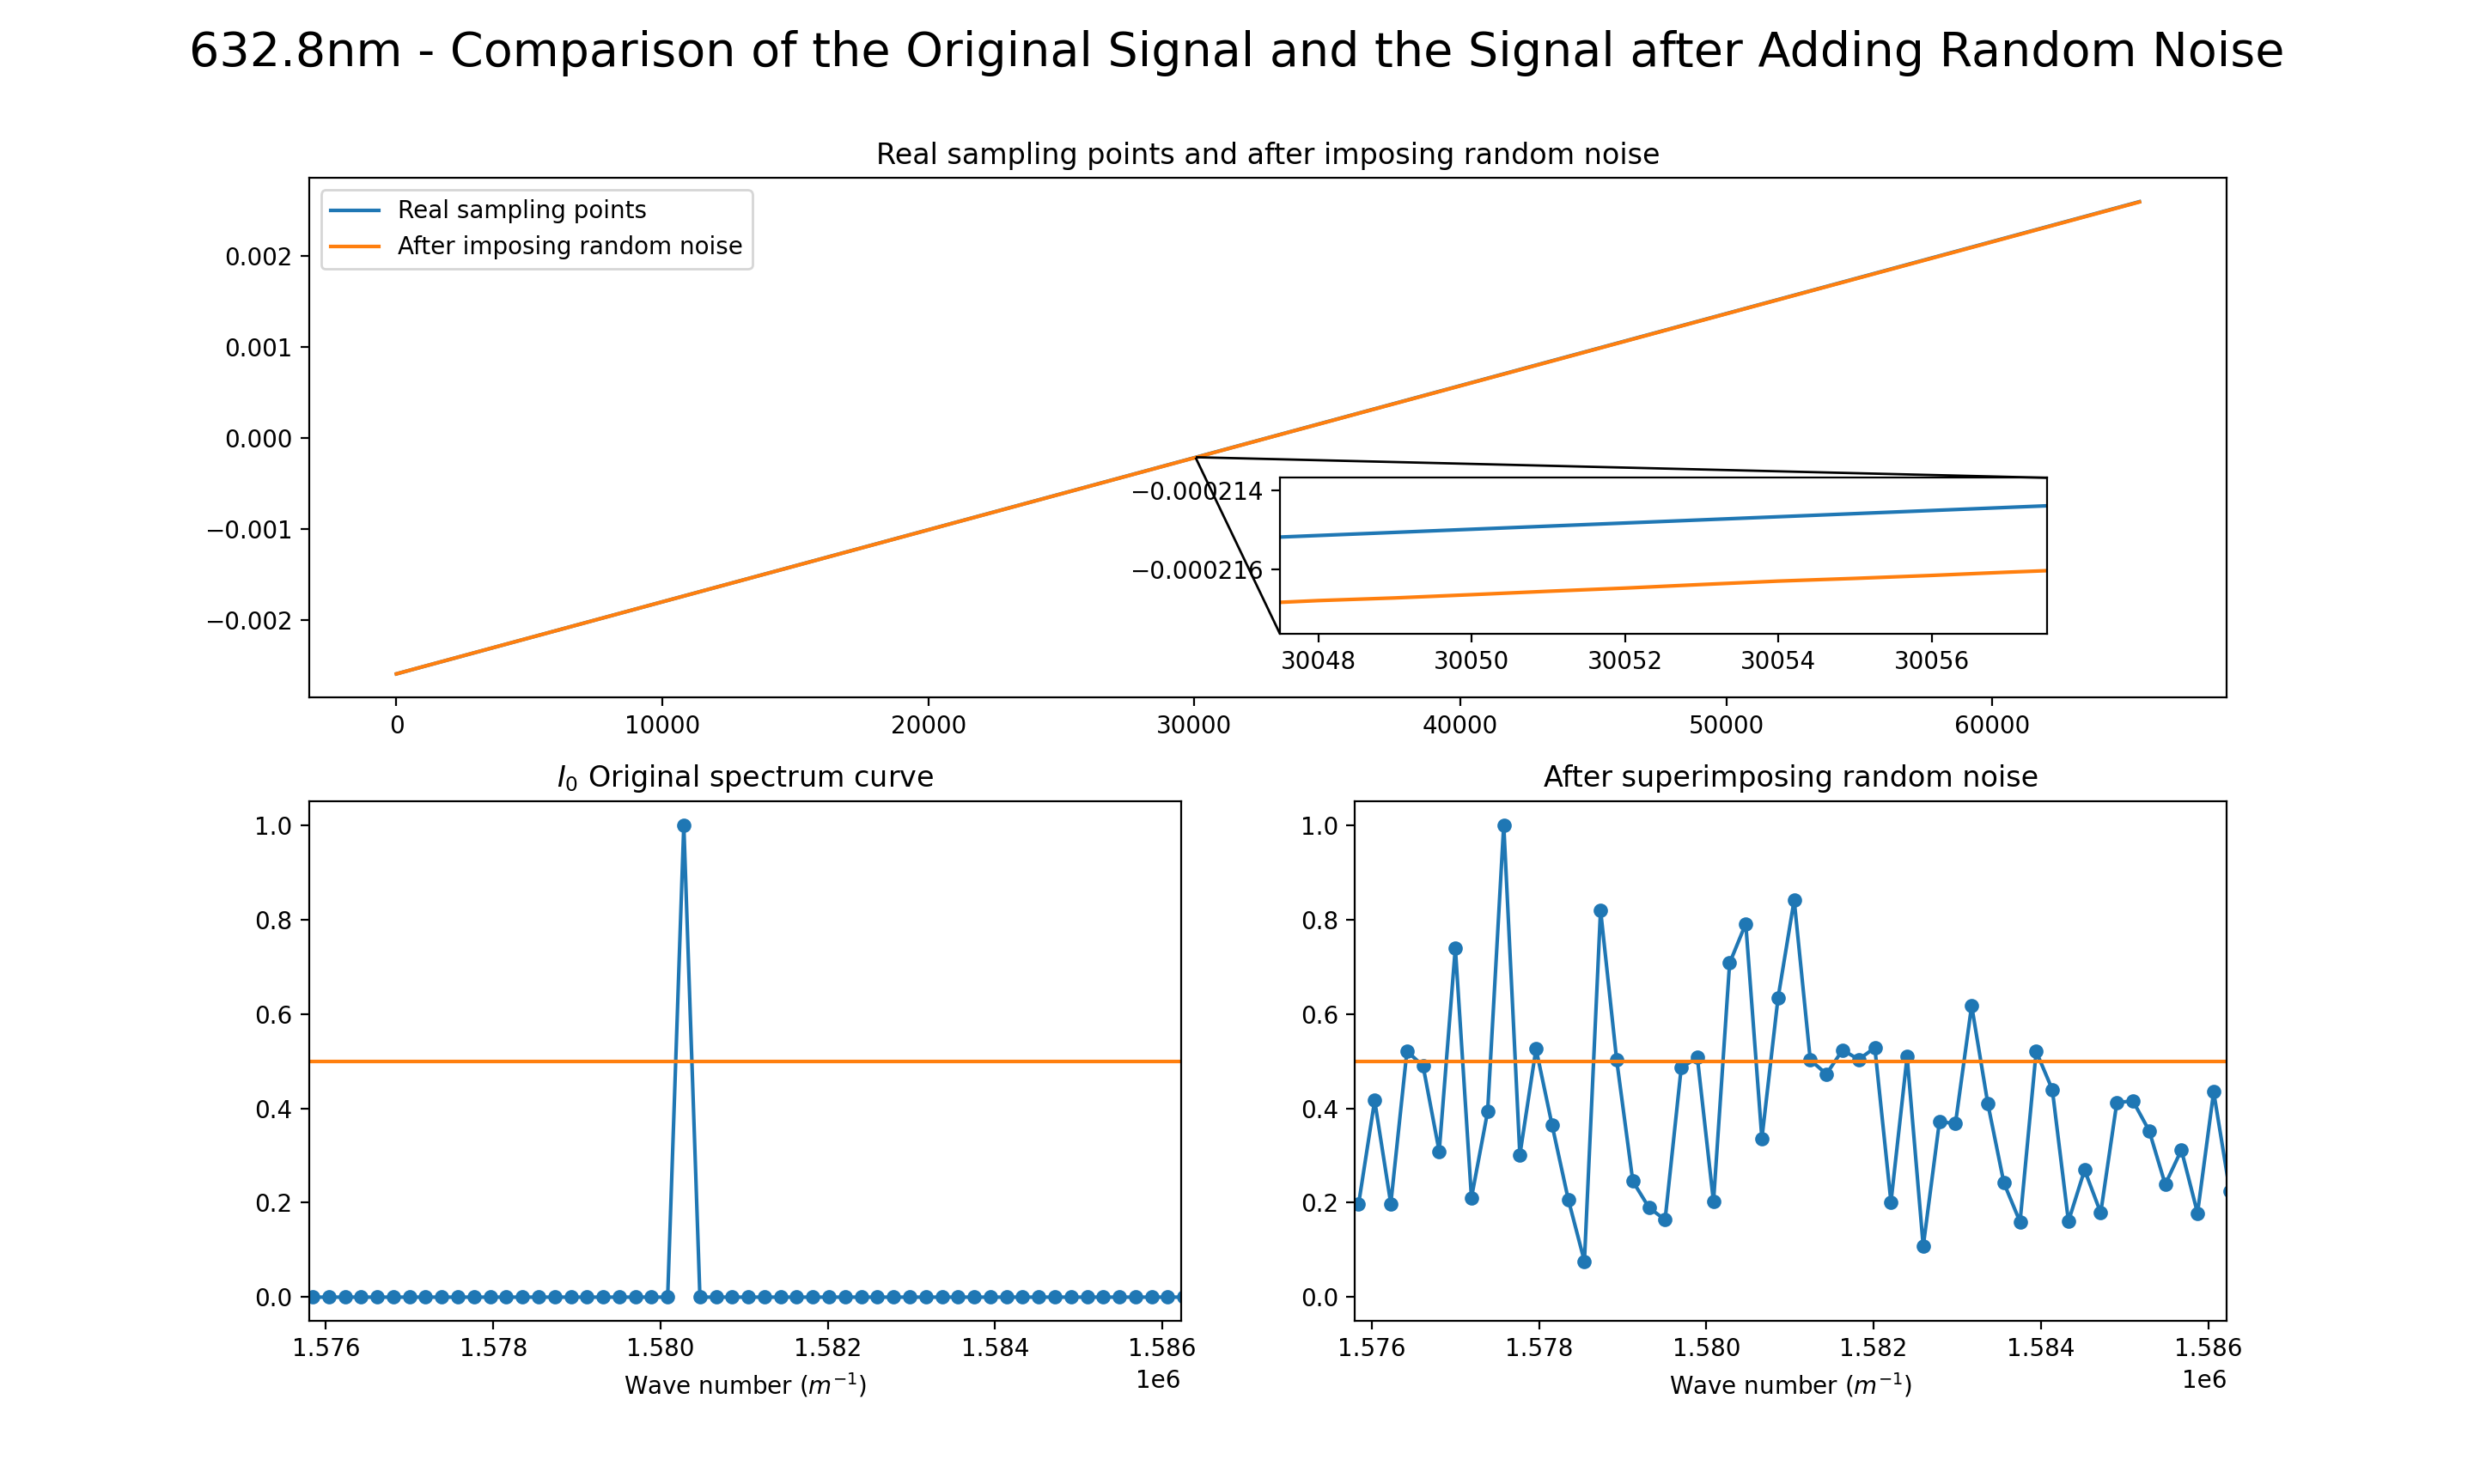 632.8nm - Comparison of the Original Signal and the Signal after Adding Random Noise
Real sampling points and after imposing random noise
Real sampling points
After imposing random noise
0.002
0.001
0.000
−0.001
−0.002
−0.000214
−0.000216
30048 30050 30052 30054 30056
0 10000 20000 30000 40000 50000 60000
I₀ Original spectrum curve
1.0
0.8
0.6
0.4
0.2
0.0
1.576 1.578 1.580 1.582 1.584 1.586
1e6
Wave number (m⁻¹)
After superimposing random noise
1.0
0.8
0.6
0.4
0.2
0.0
1.576 1.578 1.580 1.582 1.584 1.586
1e6
Wave number (m⁻¹)